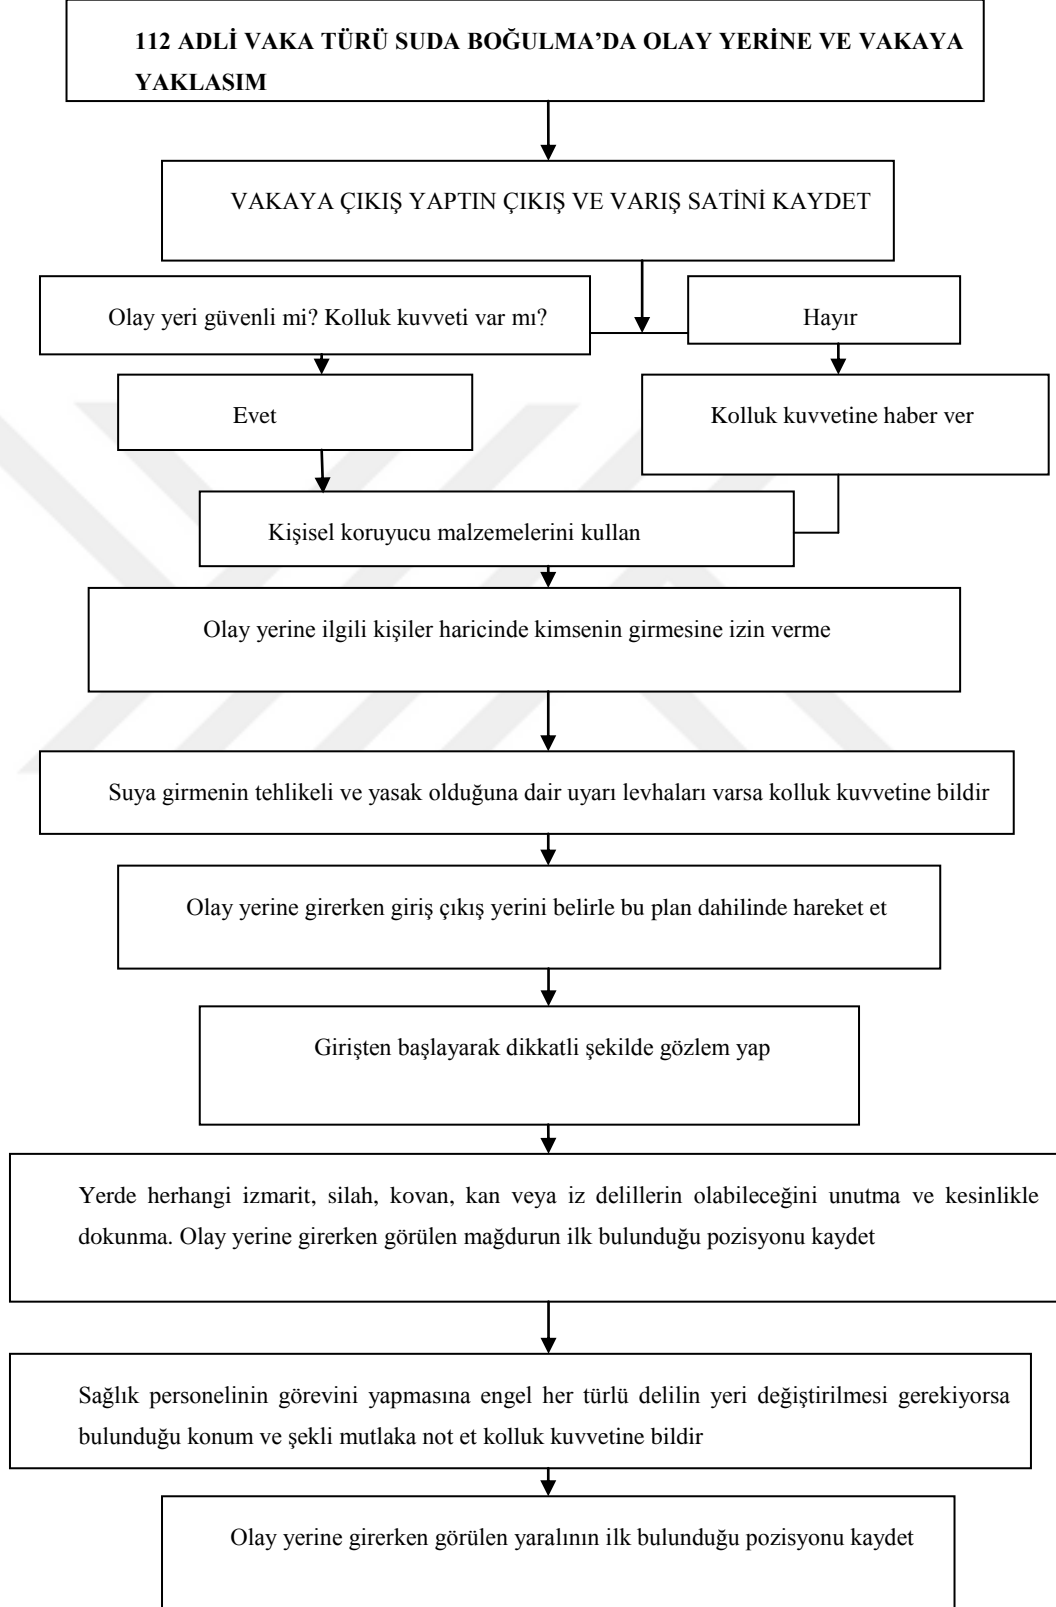 112 ADLİ VAKA TÜRÜ SUDA BOĞULMA’DA OLAY YERİNE VE VAKAYA
YAKLASIM
VAKAYA ÇIKIŞ YAPTIN ÇIKIŞ VE VARIŞ SATİNİ KAYDET
Olay yeri güvenli mi? Kolluk kuvveti var mı?
Hayır
Evet
Kolluk kuvvetine haber ver
Kişisel koruyucu malzemelerini kullan
Olay yerine ilgili kişiler haricinde kimsenin girmesine izin verme
Suya girmenin tehlikeli ve yasak olduğuna dair uyarı levhaları varsa kolluk kuvvetine bildir
Olay yerine girerken giriş çıkış yerini belirle bu plan dahilinde hareket et
Girişten başlayarak dikkatli şekilde gözlem yap
Yerde herhangi izmarit, silah, kovan, kan veya iz delillerin olabileceğini unutma ve kesinlikle
dokunma. Olay yerine girerken görülen mağdurun ilk bulunduğu pozisyonu kaydet
Sağlık personelinin görevini yapmasına engel her türlü delilin yeri değiştirilmesi gerekiyorsa
bulunduğu konum ve şekli mutlaka not et kolluk kuvvetine bildir
Olay yerine girerken görülen yaralının ilk bulunduğu pozisyonu kaydet